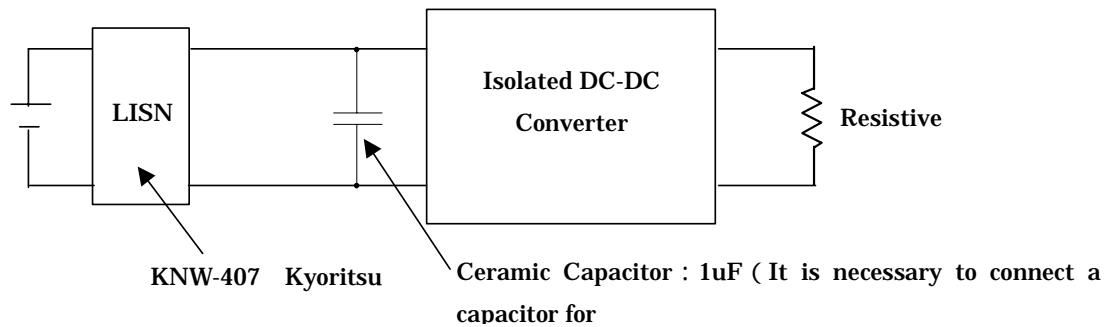 Isolated DC-DC
Converter
LISN
Resistive
KNW-407 Kyoritsu
Ceramic Capacitor : 1uF ( It is necessary to connect a
capacitor for